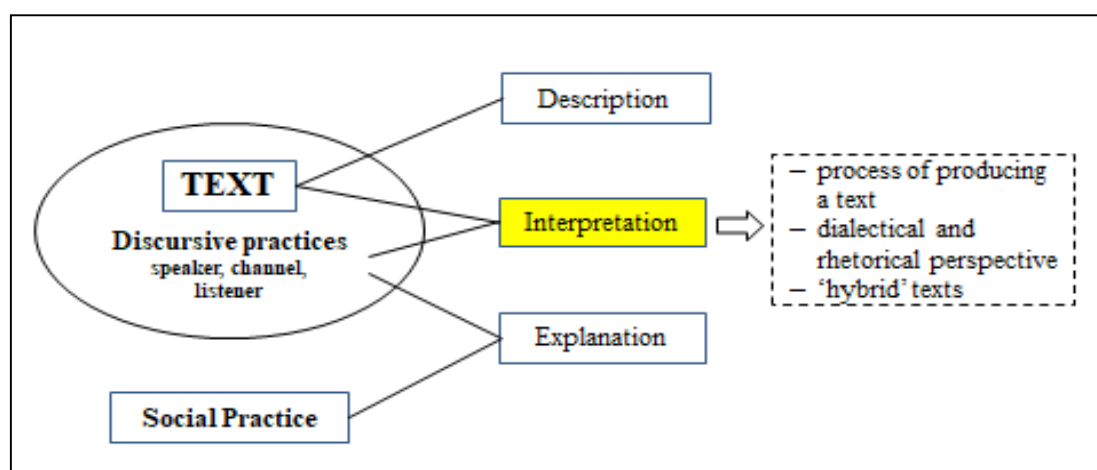 Description
TEXT
Discursive practices
speaker, channel,
listener
Interpretation
– process of producing
a text
– dialectical and
rhetorical perspective
– ‘hybrid’ texts
Explanation
Social Practice